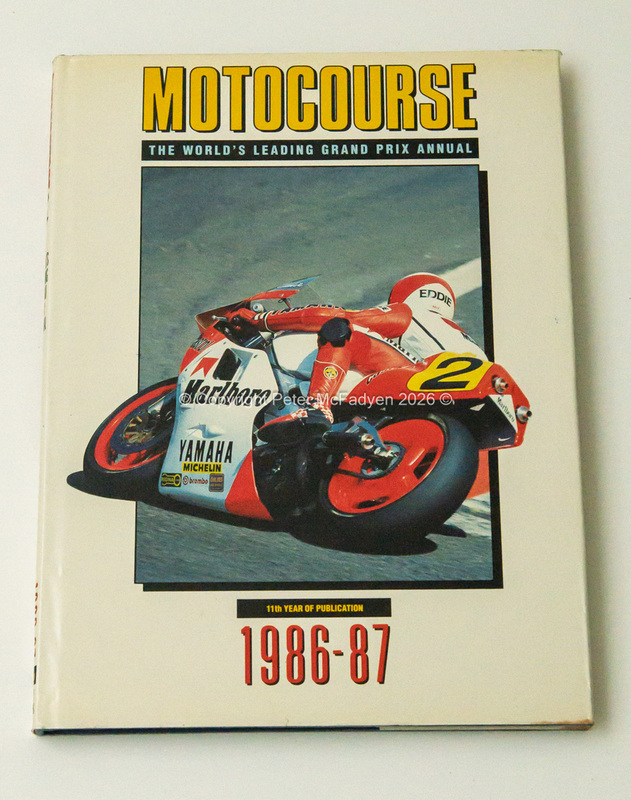 MOTOCOURSE
THE WORLD'S LEADING GRAND PRIX ANNUAL
EDDIE
2
Marlboro
© Copyright Peter McFadyen 2026 ©
YAMAHA
MICHELIN
brembo
11th YEAR OF PUBLICATION
1986-87